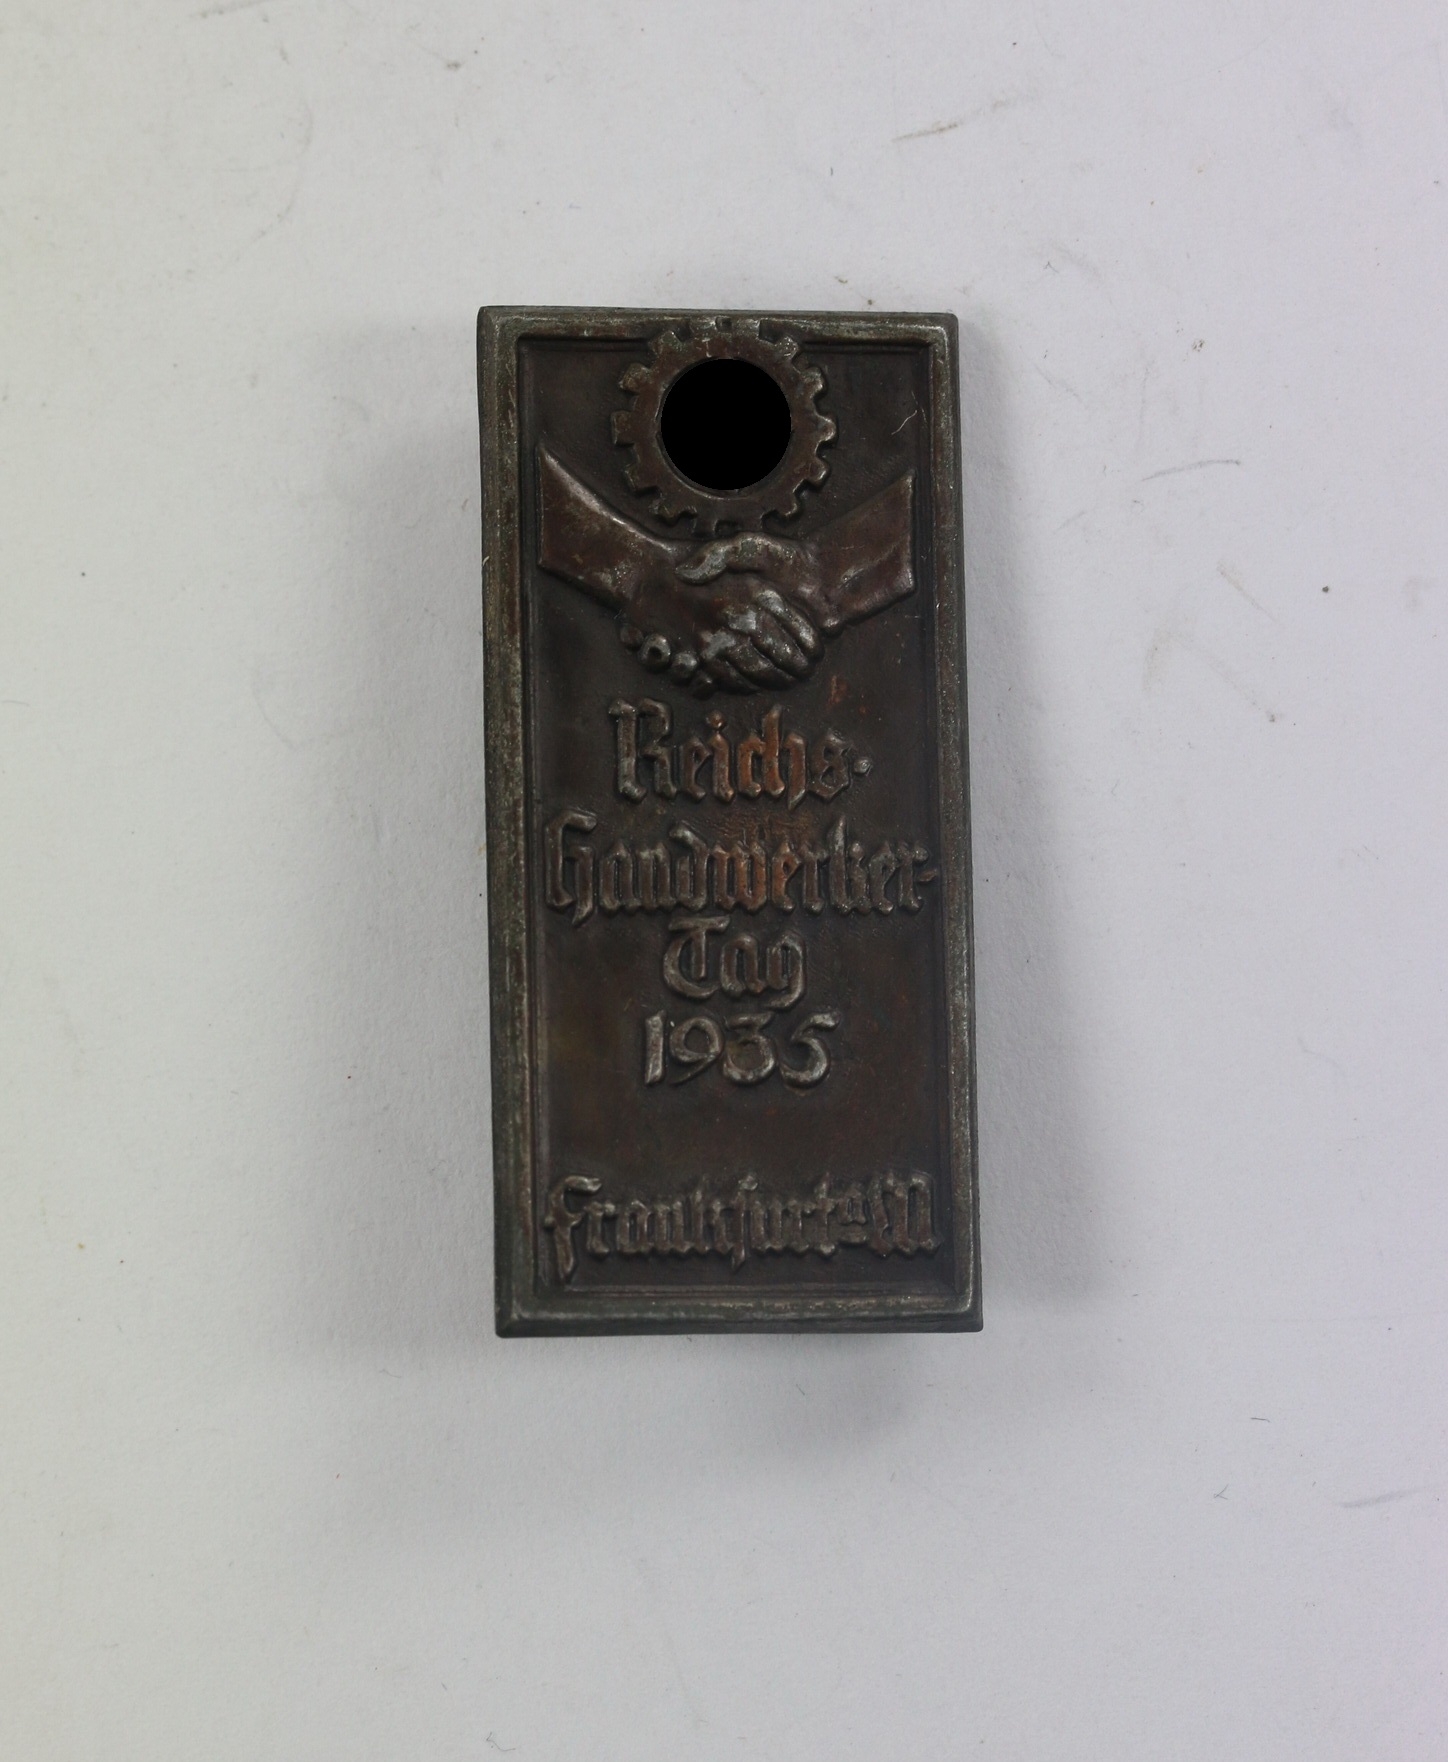 Reichs-
Handwerker-
Tag
1935
Frankfurt a/M